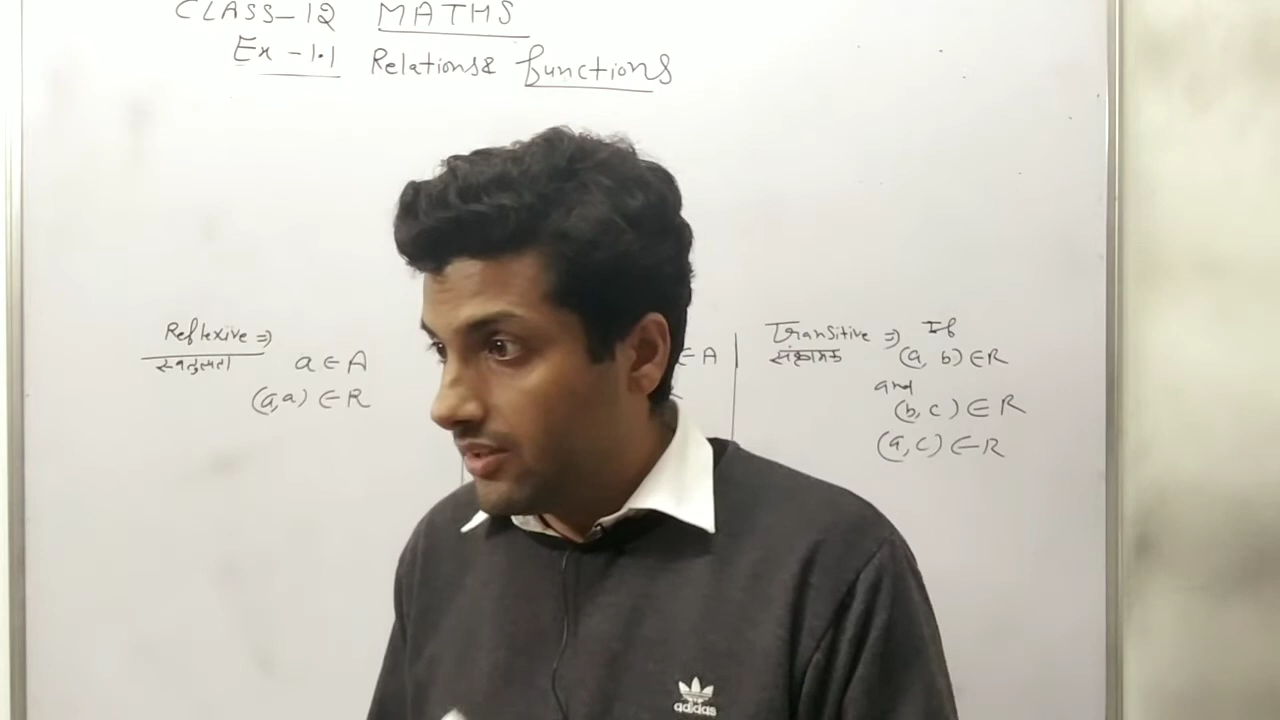 CLASS-12 MATHS
Ex-1.1 Relations & functions
Reflexive ⇒
स्वतुल्यता
a ∈ A
(a,a) ∈ R
∈ A
Transitive ⇒ If
संक्रामक
(a, b) ∈ R
and
(b, c) ∈ R
(a, c) ∈ R
adidas